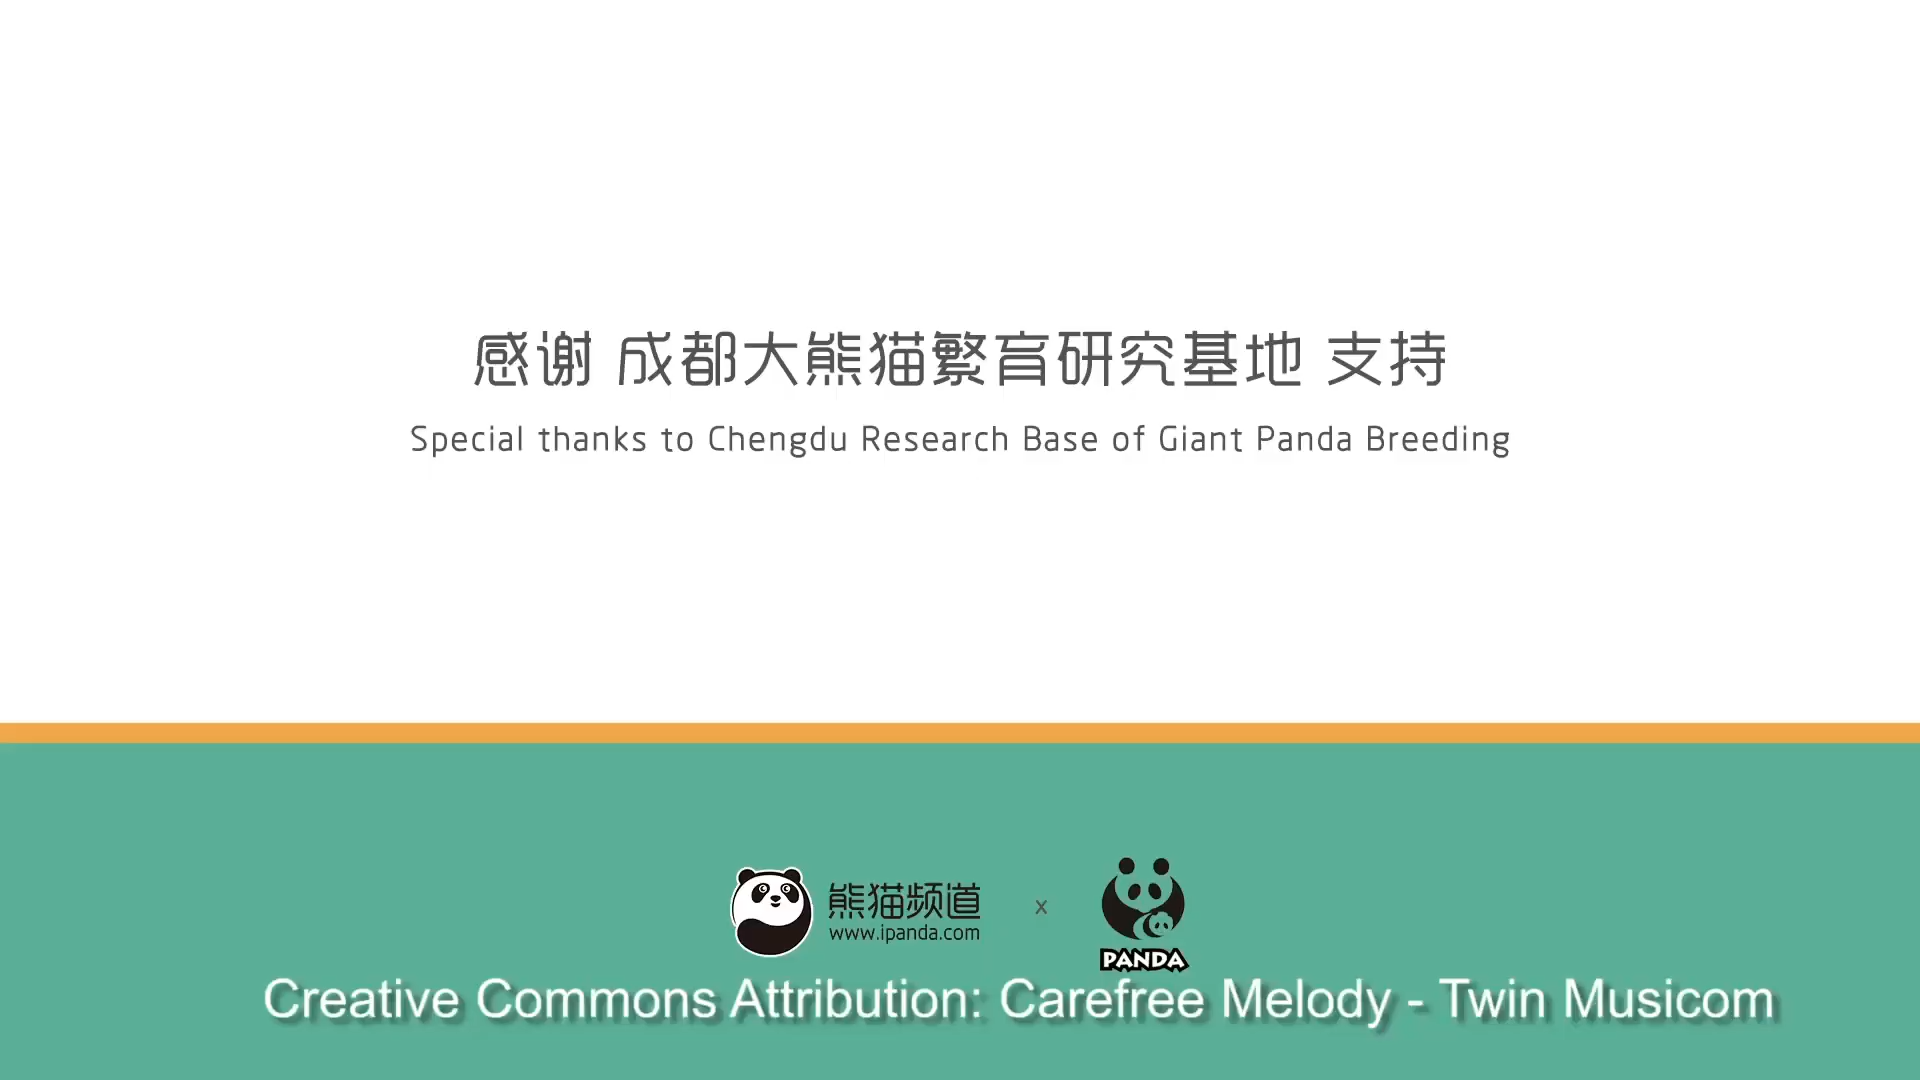 感谢 成都大熊猫繁育研究基地 支持
Special thanks to Chengdu Research Base of Giant Panda Breeding
熊猫频道
www.ipanda.com
x
PANDA
Creative Commons Attribution: Carefree Melody - Twin Musicom